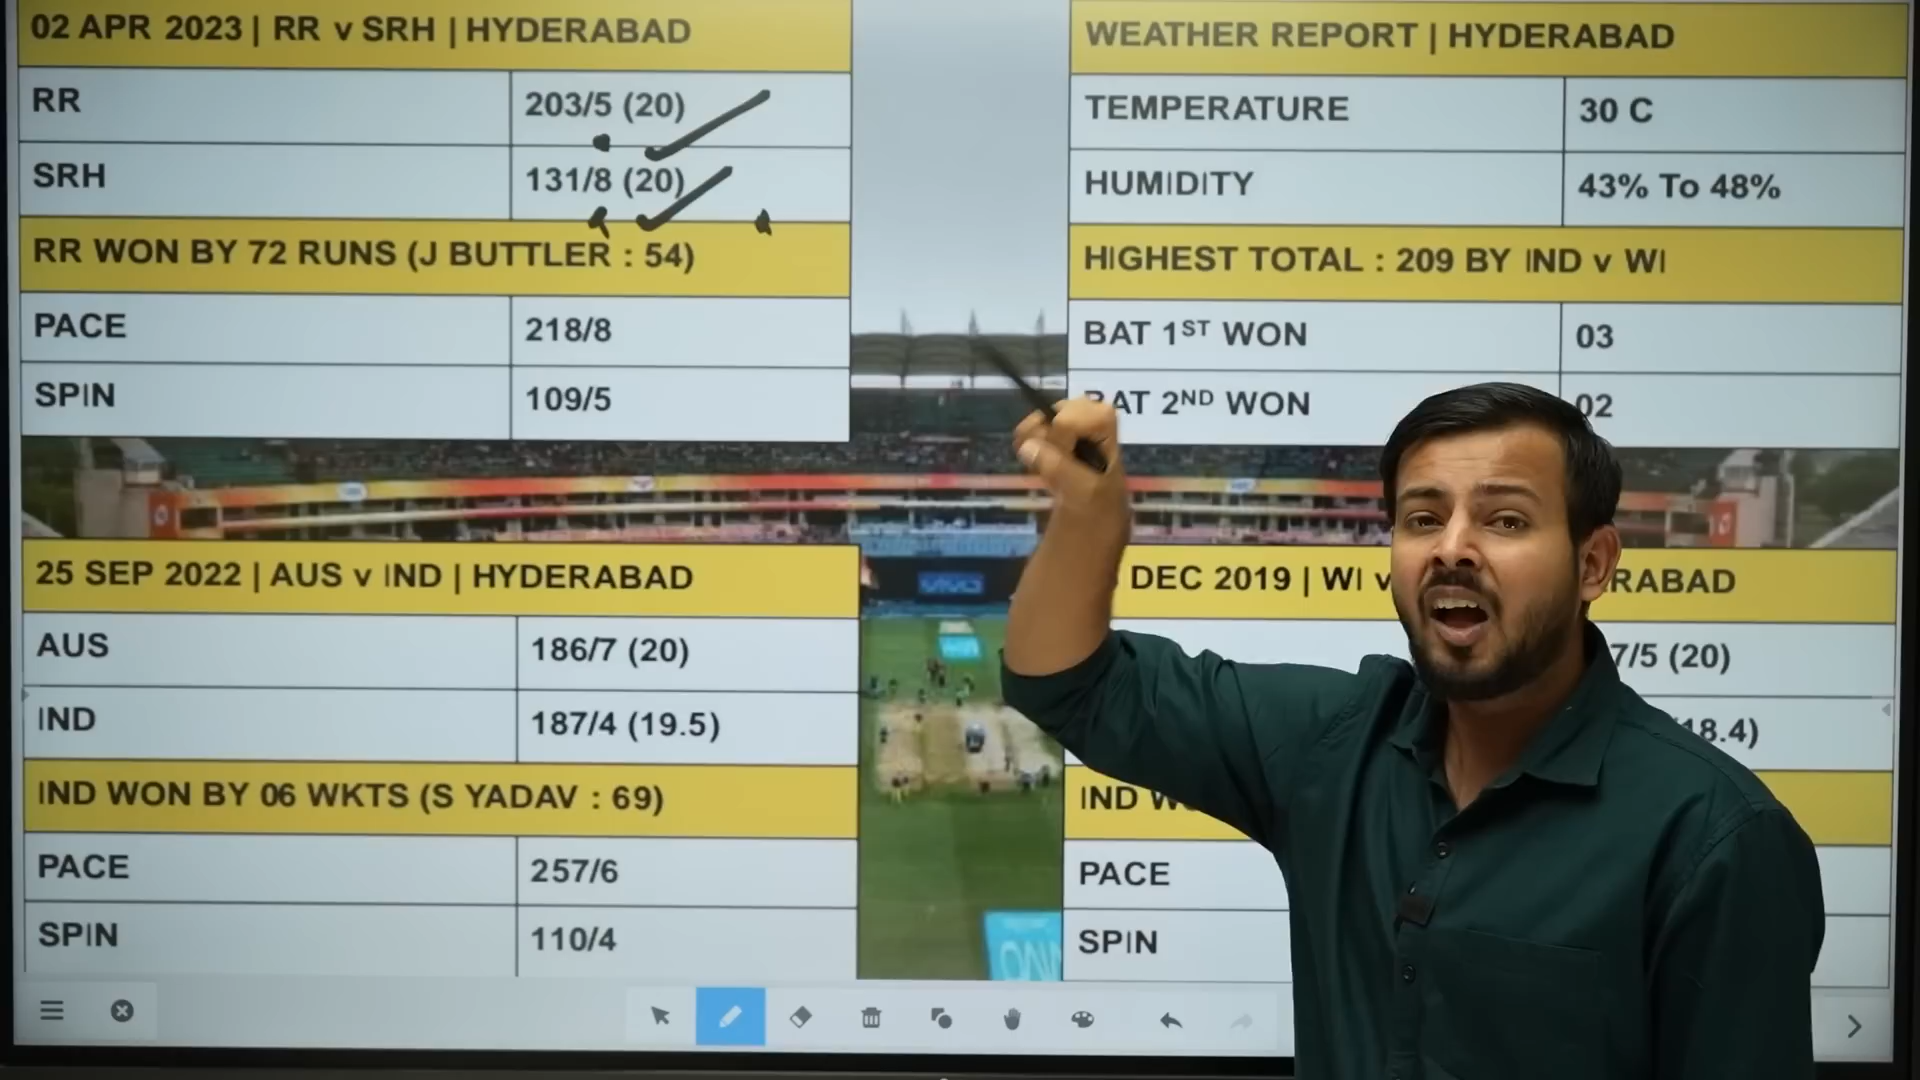 02 APR 2023 | RR v SRH | HYDERABAD
RR 203/5 (20)
SRH 131/8 (20)
RR WON BY 72 RUNS (J BUTTLER : 54)
PACE 218/8
SPIN 109/5
WEATHER REPORT | HYDERABAD
TEMPERATURE 30 C
HUMIDITY 43% To 48%
HIGHEST TOTAL : 209 BY IND v WI
BAT 1ST WON 03
BAT 2ND WON 02
25 SEP 2022 | AUS v IND | HYDERABAD
AUS 186/7 (20)
IND 187/4 (19.5)
IND WON BY 06 WKTS (S YADAV : 69)
PACE 257/6
SPIN 110/4
DEC 2019 | WI v
RABAD
7/5 (20)
18.4)
IND
PACE
SPIN